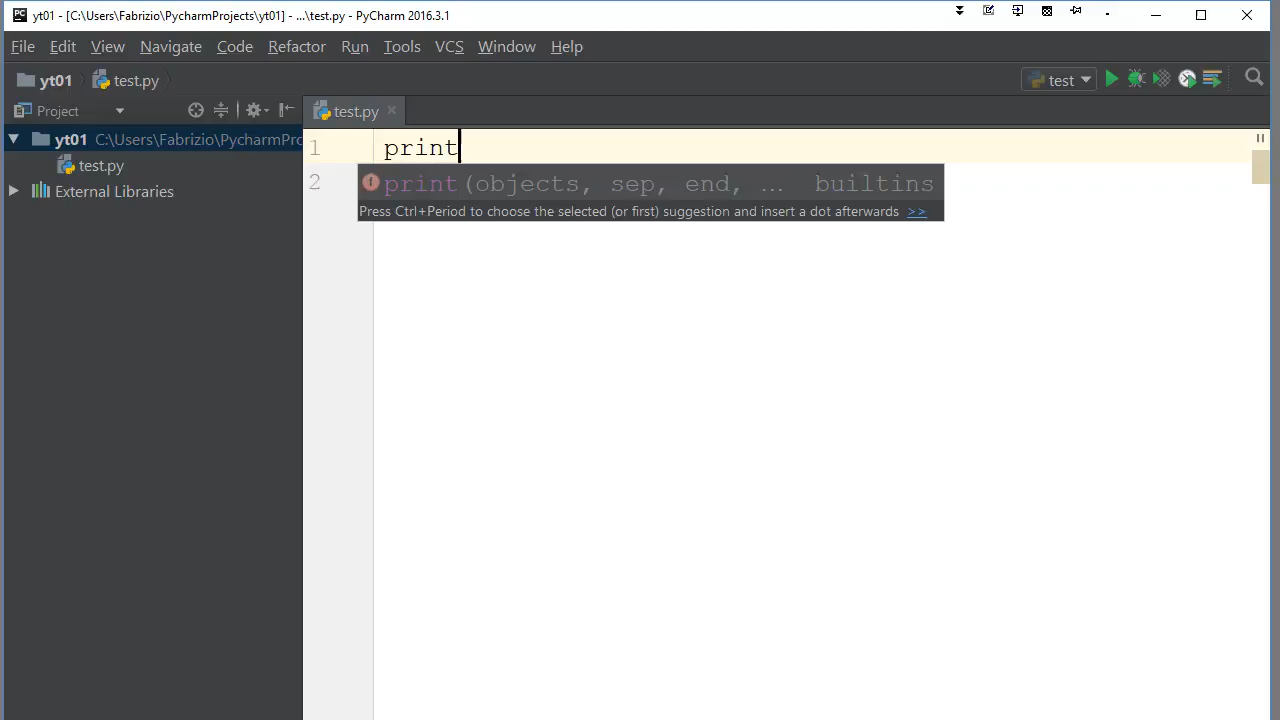 yt01 - [C:\Users\Fabrizio\PycharmProjects\yt01] - ...\test.py - PyCharm 2016.3.1
File Edit View Navigate Code Refactor Run Tools VCS Window Help
yt01 test.py test
Project test.py
yt01 C:\Users\Fabrizio\PycharmPro
1 print
test.py
2 print(objects, sep, end, ... builtins
External Libraries
Press Ctrl+Period to choose the selected (or first) suggestion and insert a dot afterwards >>